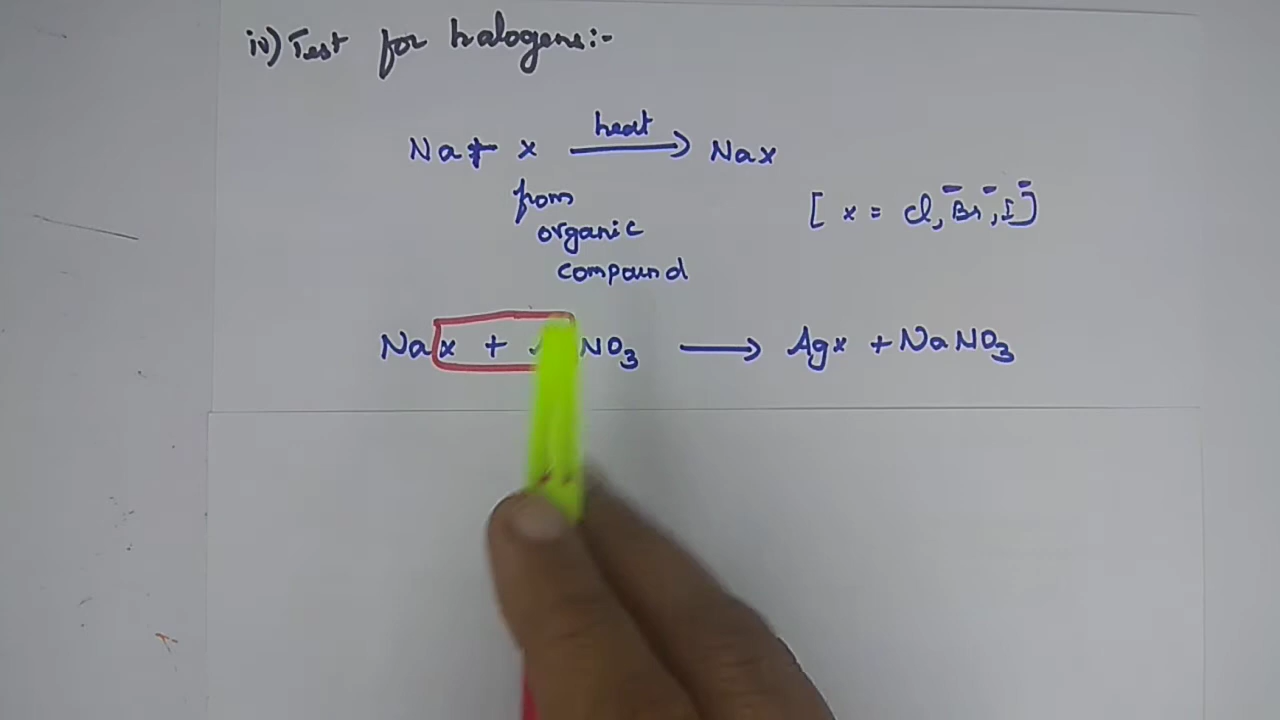 iv) Test for halogens:-
Na + x heat → Nax
from
organic
compound
[ x = Cl, Br, I ]
Nax + NO3 → Agx + NaNO3